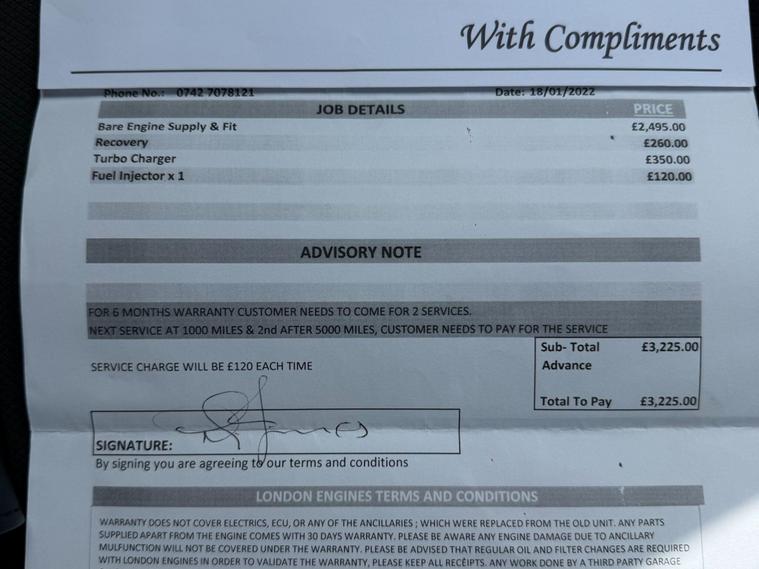 With Compliments
Phone No.: 0742 7078121 Date: 18/01/2022
JOB DETAILS PRICE
Bare Engine Supply & Fit £2,495.00
Recovery £260.00
Turbo Charger £350.00
Fuel Injector x 1 £120.00
ADVISORY NOTE
FOR 6 MONTHS WARRANTY CUSTOMER NEEDS TO COME FOR 2 SERVICES.
NEXT SERVICE AT 1000 MILES & 2nd AFTER 5000 MILES, CUSTOMER NEEDS TO PAY FOR THE SERVICE
Sub- Total £3,225.00
SERVICE CHARGE WILL BE £120 EACH TIME Advance
Total To Pay £3,225.00
SIGNATURE:
By signing you are agreeing to our terms and conditions
LONDON ENGINES TERMS AND CONDITIONS
WARRANTY DOES NOT COVER ELECTRICS, ECU, OR ANY OF THE ANCILLARIES ; WHICH WERE REPLACED FROM THE OLD UNIT. ANY PARTS
SUPPLIED APART FROM THE ENGINE COMES WITH 30 DAYS WARRANTY. PLEASE BE AWARE ANY ENGINE DAMAGE DUE TO ANCILLARY
MULFUNCTION WILL NOT BE COVERED UNDER THE WARRANTY. PLEASE BE ADVISED THAT REGULAR OIL AND FILTER CHANGES ARE REQUIRED
WITH LONDON ENGINES IN ORDER TO VALIDATE THE WARRANTY, PLEASE KEEP ALL RECEIPTS. ANY WORK DONE BY A THIRD PARTY GARAGE